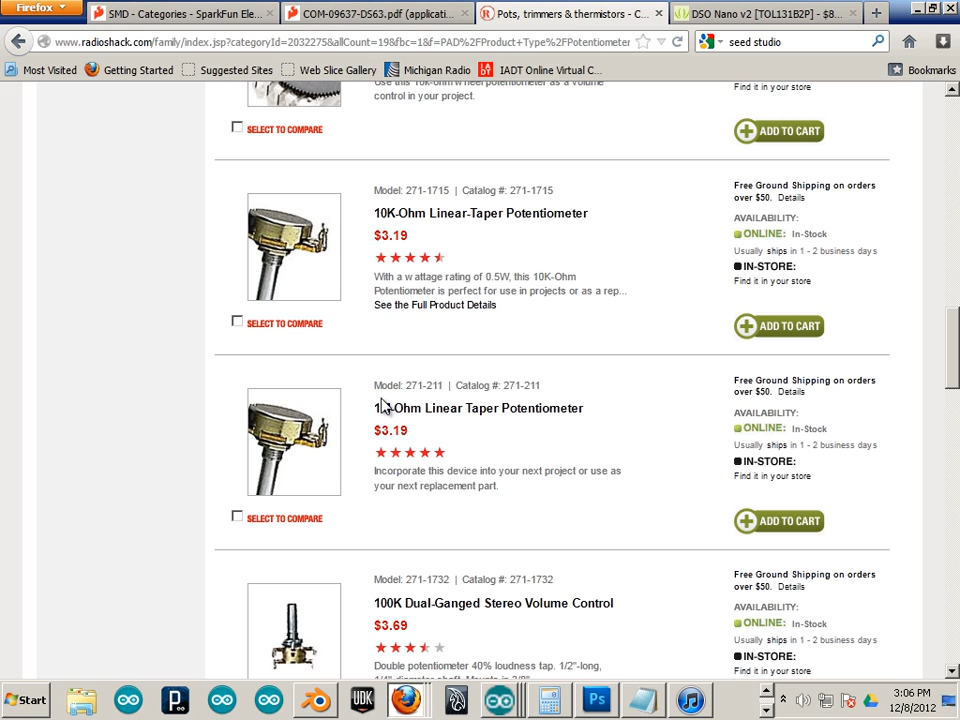 Firefox
SMD - Categories - SparkFun Ele...
COM-09637-DS63.pdf (applicati...
Pots, trimmers & thermistors - C...
DSO Nano v2 [TOL131B2P] - $8...
www.radioshack.com/family/index.jsp?categoryId=2032275&allCount=19&fbc=1&f=PAD%2FProduct+Type%2FPotentiometer
seed studio
Most Visited
Getting Started
Suggested Sites
Web Slice Gallery
Michigan Radio
IADT Online Virtual C...
Bookmarks
Use this 10k-ohm wheel potentiometer as a volume
control in your project.
Find it in your store
SELECT TO COMPARE
ADD TO CART
Model: 271-1715 | Catalog #: 271-1715
10K-Ohm Linear-Taper Potentiometer
$3.19
With a wattage rating of 0.5W, this 10K-Ohm
Potentiometer is perfect for use in projects or as a rep...
See the Full Product Details
SELECT TO COMPARE
Free Ground Shipping on orders
over $50. Details
AVAILABILITY:
ONLINE: In-Stock
Usually ships in 1 - 2 business days
IN-STORE:
Find it in your store
ADD TO CART
Model: 271-211 | Catalog #: 271-211
-Ohm Linear Taper Potentiometer
$3.19
Incorporate this device into your next project or use as
your next replacement part.
SELECT TO COMPARE
Free Ground Shipping on orders
over $50. Details
AVAILABILITY:
ONLINE: In-Stock
Usually ships in 1 - 2 business days
IN-STORE:
Find it in your store
ADD TO CART
Model: 271-1732 | Catalog #: 271-1732
100K Dual-Ganged Stereo Volume Control
$3.69
Double potentiometer 40% loudness tap. 1/2"-long,
Free Ground Shipping on orders
over $50. Details
AVAILABILITY:
ONLINE: In-Stock
Usually ships in 1 - 2 business days
IN-STORE:
Find it in your store
Start
UDK
Ps
3:06 PM
12/8/2012